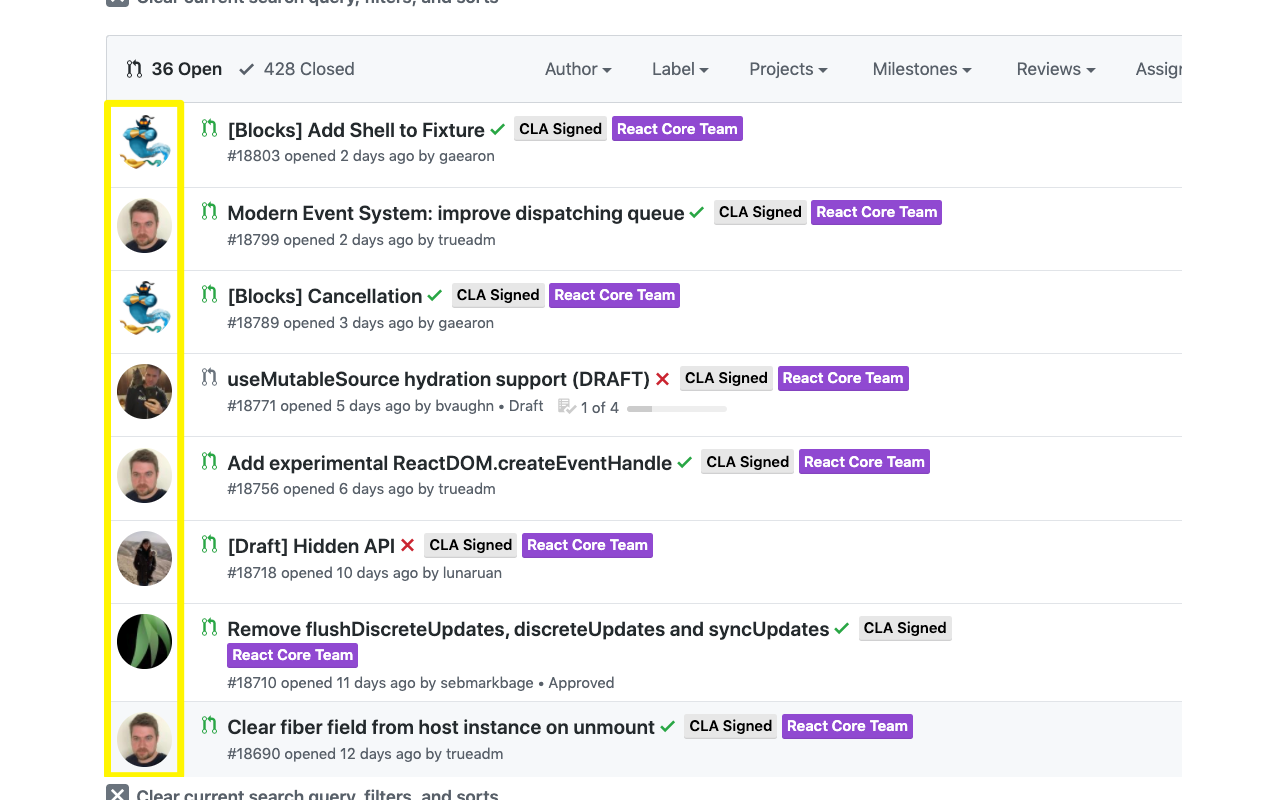 Clear current search query, filters, and sorts
36 Open 428 Closed Author Label Projects Milestones Reviews Assign
[Blocks] Add Shell to Fixture CLA Signed React Core Team
#18803 opened 2 days ago by gaearon
Modern Event System: improve dispatching queue CLA Signed React Core Team
#18799 opened 2 days ago by trueadm
[Blocks] Cancellation CLA Signed React Core Team
#18789 opened 3 days ago by gaearon
useMutableSource hydration support (DRAFT) CLA Signed React Core Team
#18771 opened 5 days ago by bvaughn • Draft 1 of 4
Add experimental ReactDOM.createEventHandle CLA Signed React Core Team
#18756 opened 6 days ago by trueadm
[Draft] Hidden API CLA Signed React Core Team
#18718 opened 10 days ago by lunaruan
Remove flushDiscreteUpdates, discreteUpdates and syncUpdates CLA Signed
React Core Team
#18710 opened 11 days ago by sebmarkbage • Approved
Clear fiber field from host instance on unmount CLA Signed React Core Team
#18690 opened 12 days ago by trueadm
Clear current search query, filters, and sorts